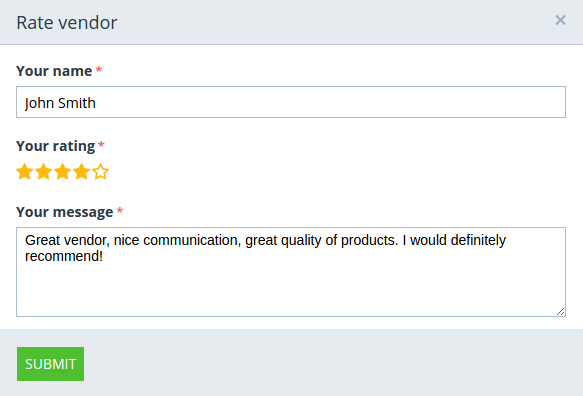 Rate vendor
Your name *
John Smith
Your rating *
Your message *
Great vendor, nice communication, great quality of products. I would definitely
recommend!
SUBMIT